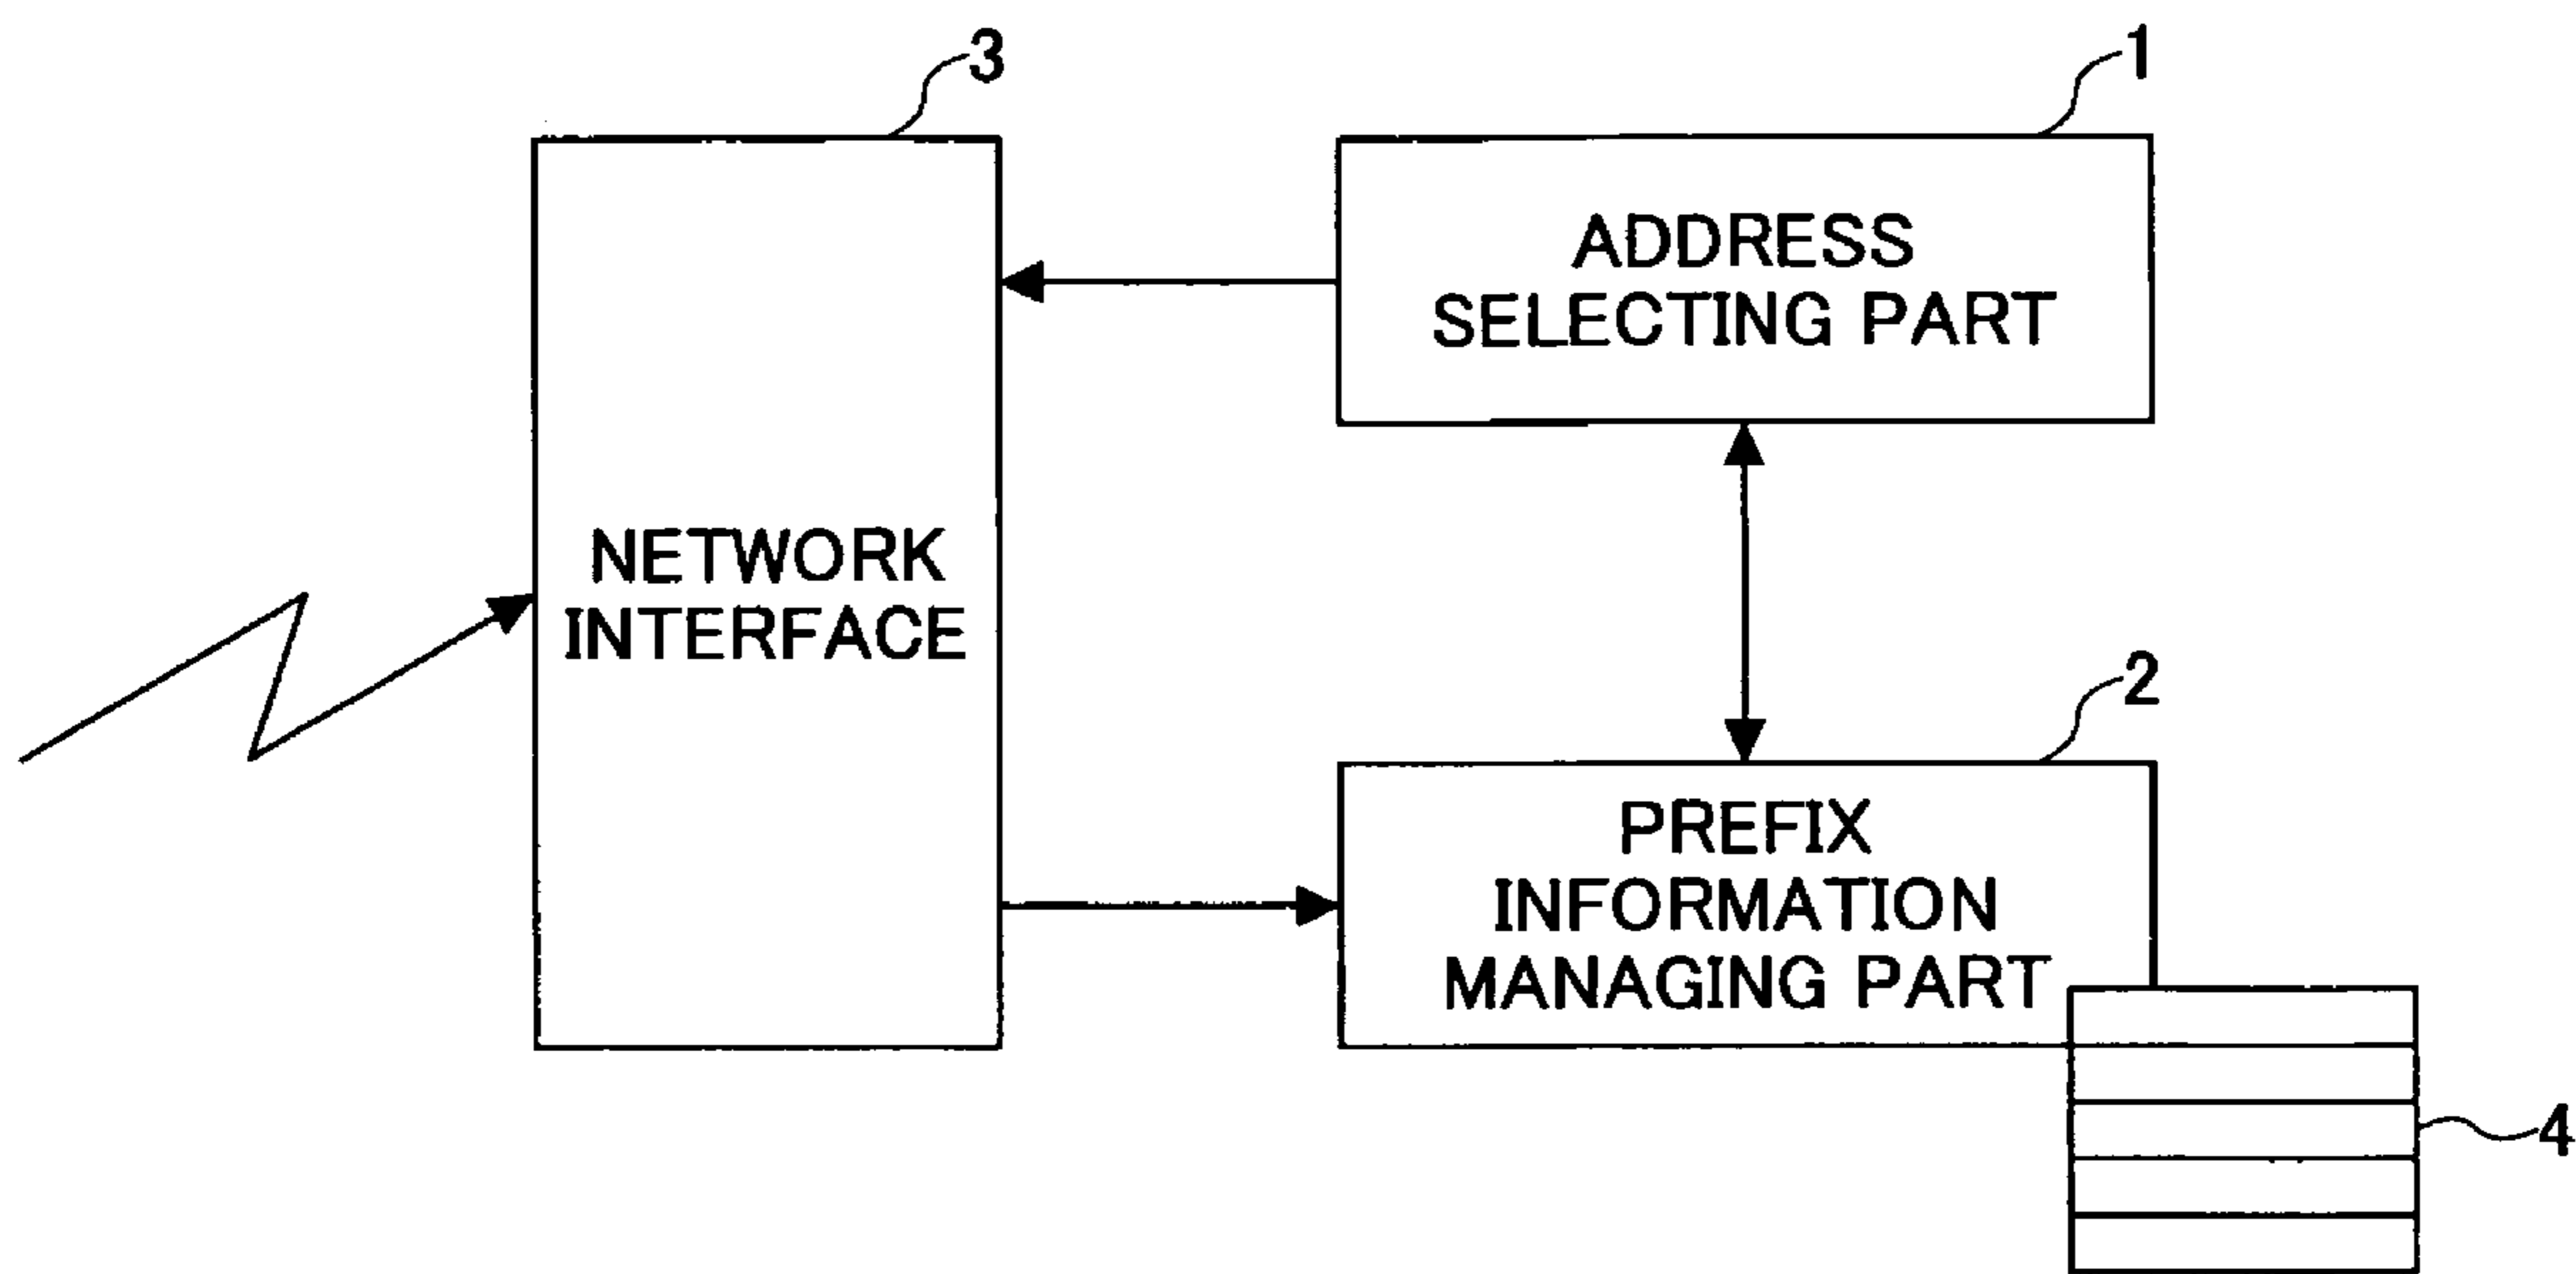 3
1
ADDRESS
SELECTING PART
NETWORK
INTERFACE
2
PREFIX
INFORMATION
MANAGING PART
4